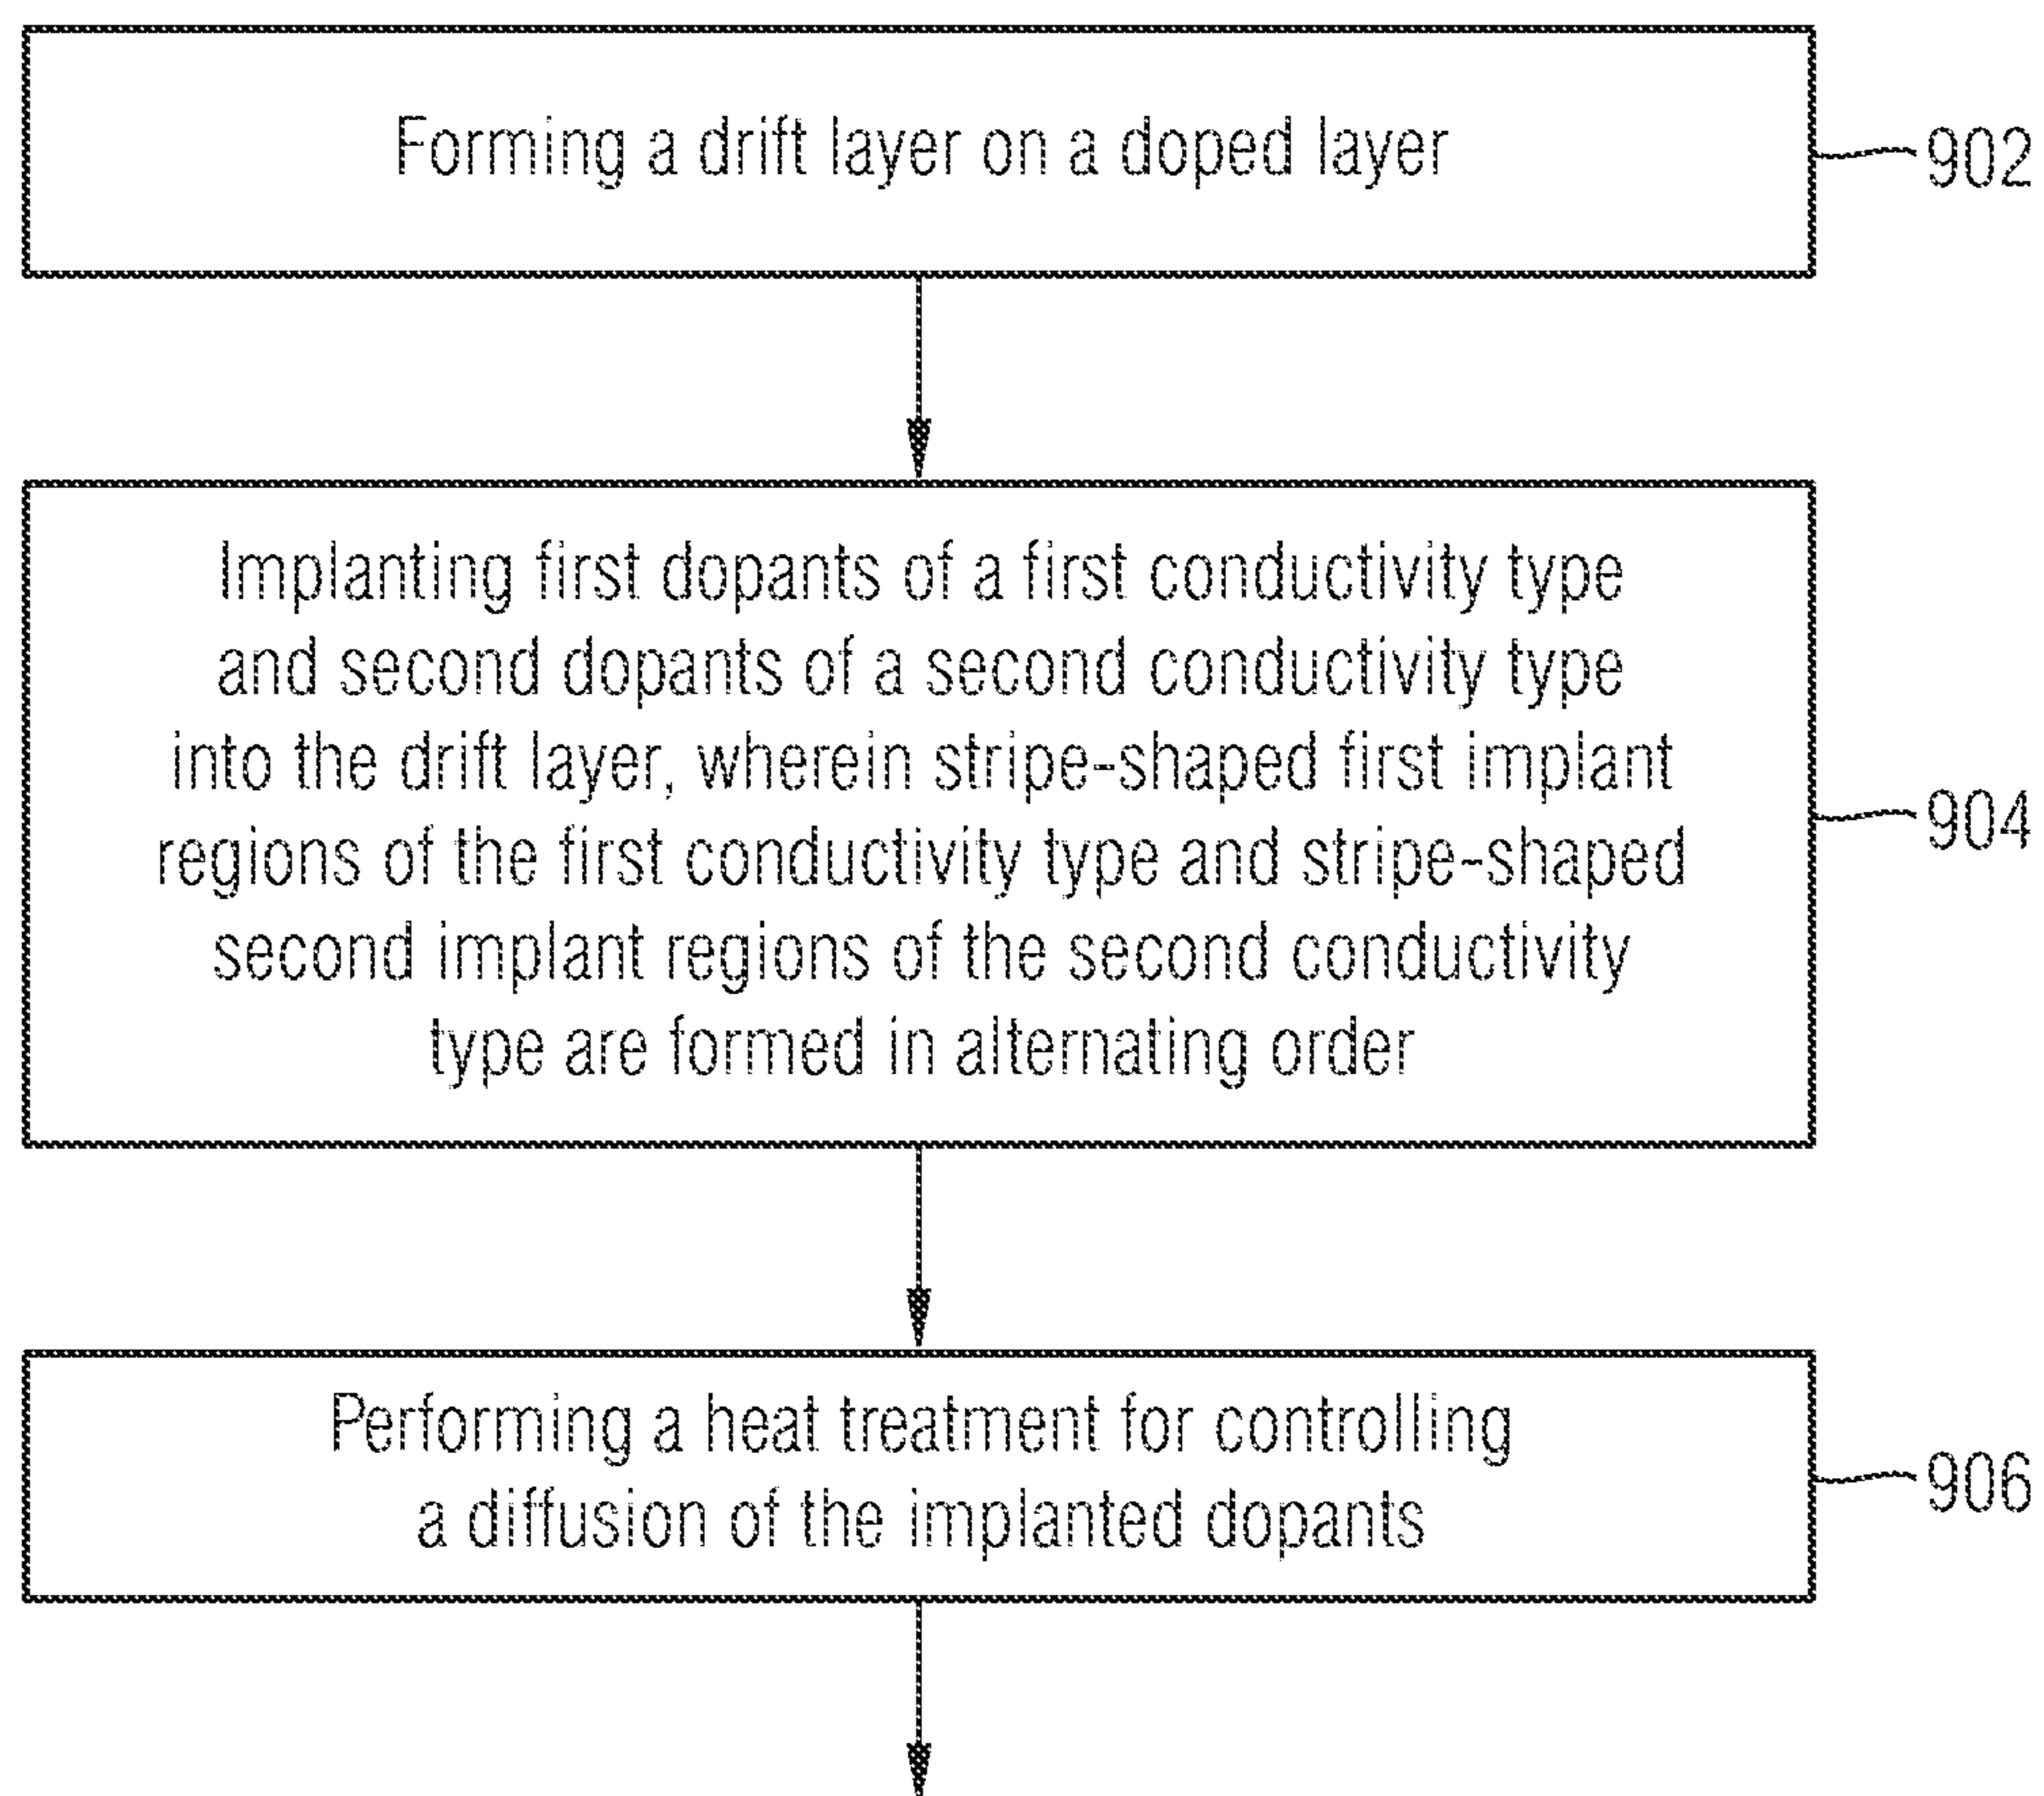 Forming a drift layer on a doped layer
902
Implanting first dopants of a first conductivity type
and second dopants of a second conductivity type
into the drift layer, wherein stripe-shaped first implant
regions of the first conductivity type and stripe-shaped
second implant regions of the second conductivity
type are formed in alternating order
904
Performing a heat treatment for controlling
a diffusion of the implanted dopants
906